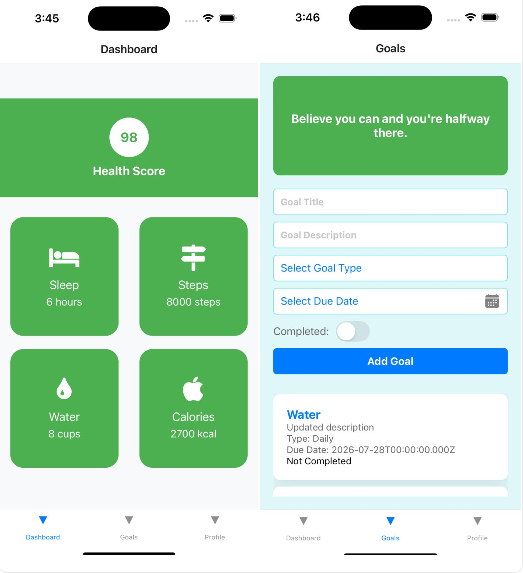 3:45
Dashboard
98
Health Score
Sleep
6 hours
Steps
8000 steps
Water
8 cups
Calories
2700 kcal
Dashboard
Goals
Profile
3:46
Goals
Believe you can and you're halfway
there.
Goal Title
Goal Description
Select Goal Type
Select Due Date
Completed:
Add Goal
Water
Updated description
Type: Daily
Due Date: 2026-07-28T00:00:00.000Z
Not Completed
Dashboard
Goals
Profile